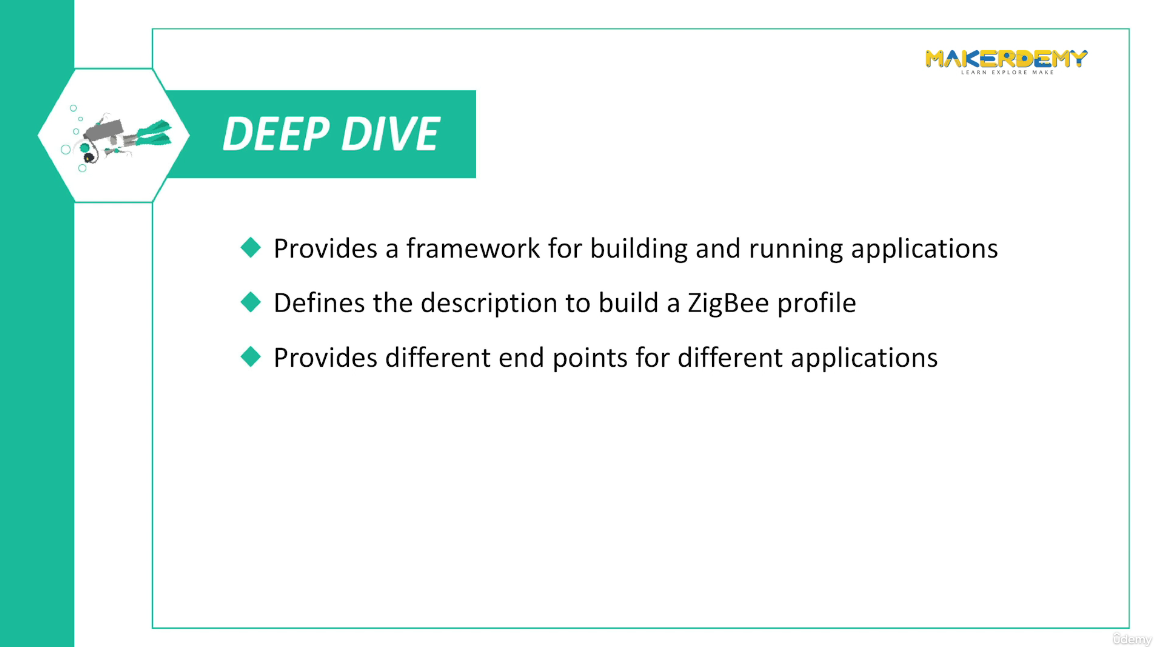 MAKERDEMY
LEARN EXPLORE MAKE
DEEP DIVE
Provides a framework for building and running applications
Defines the description to build a ZigBee profile
Provides different end points for different applications
ûdemy